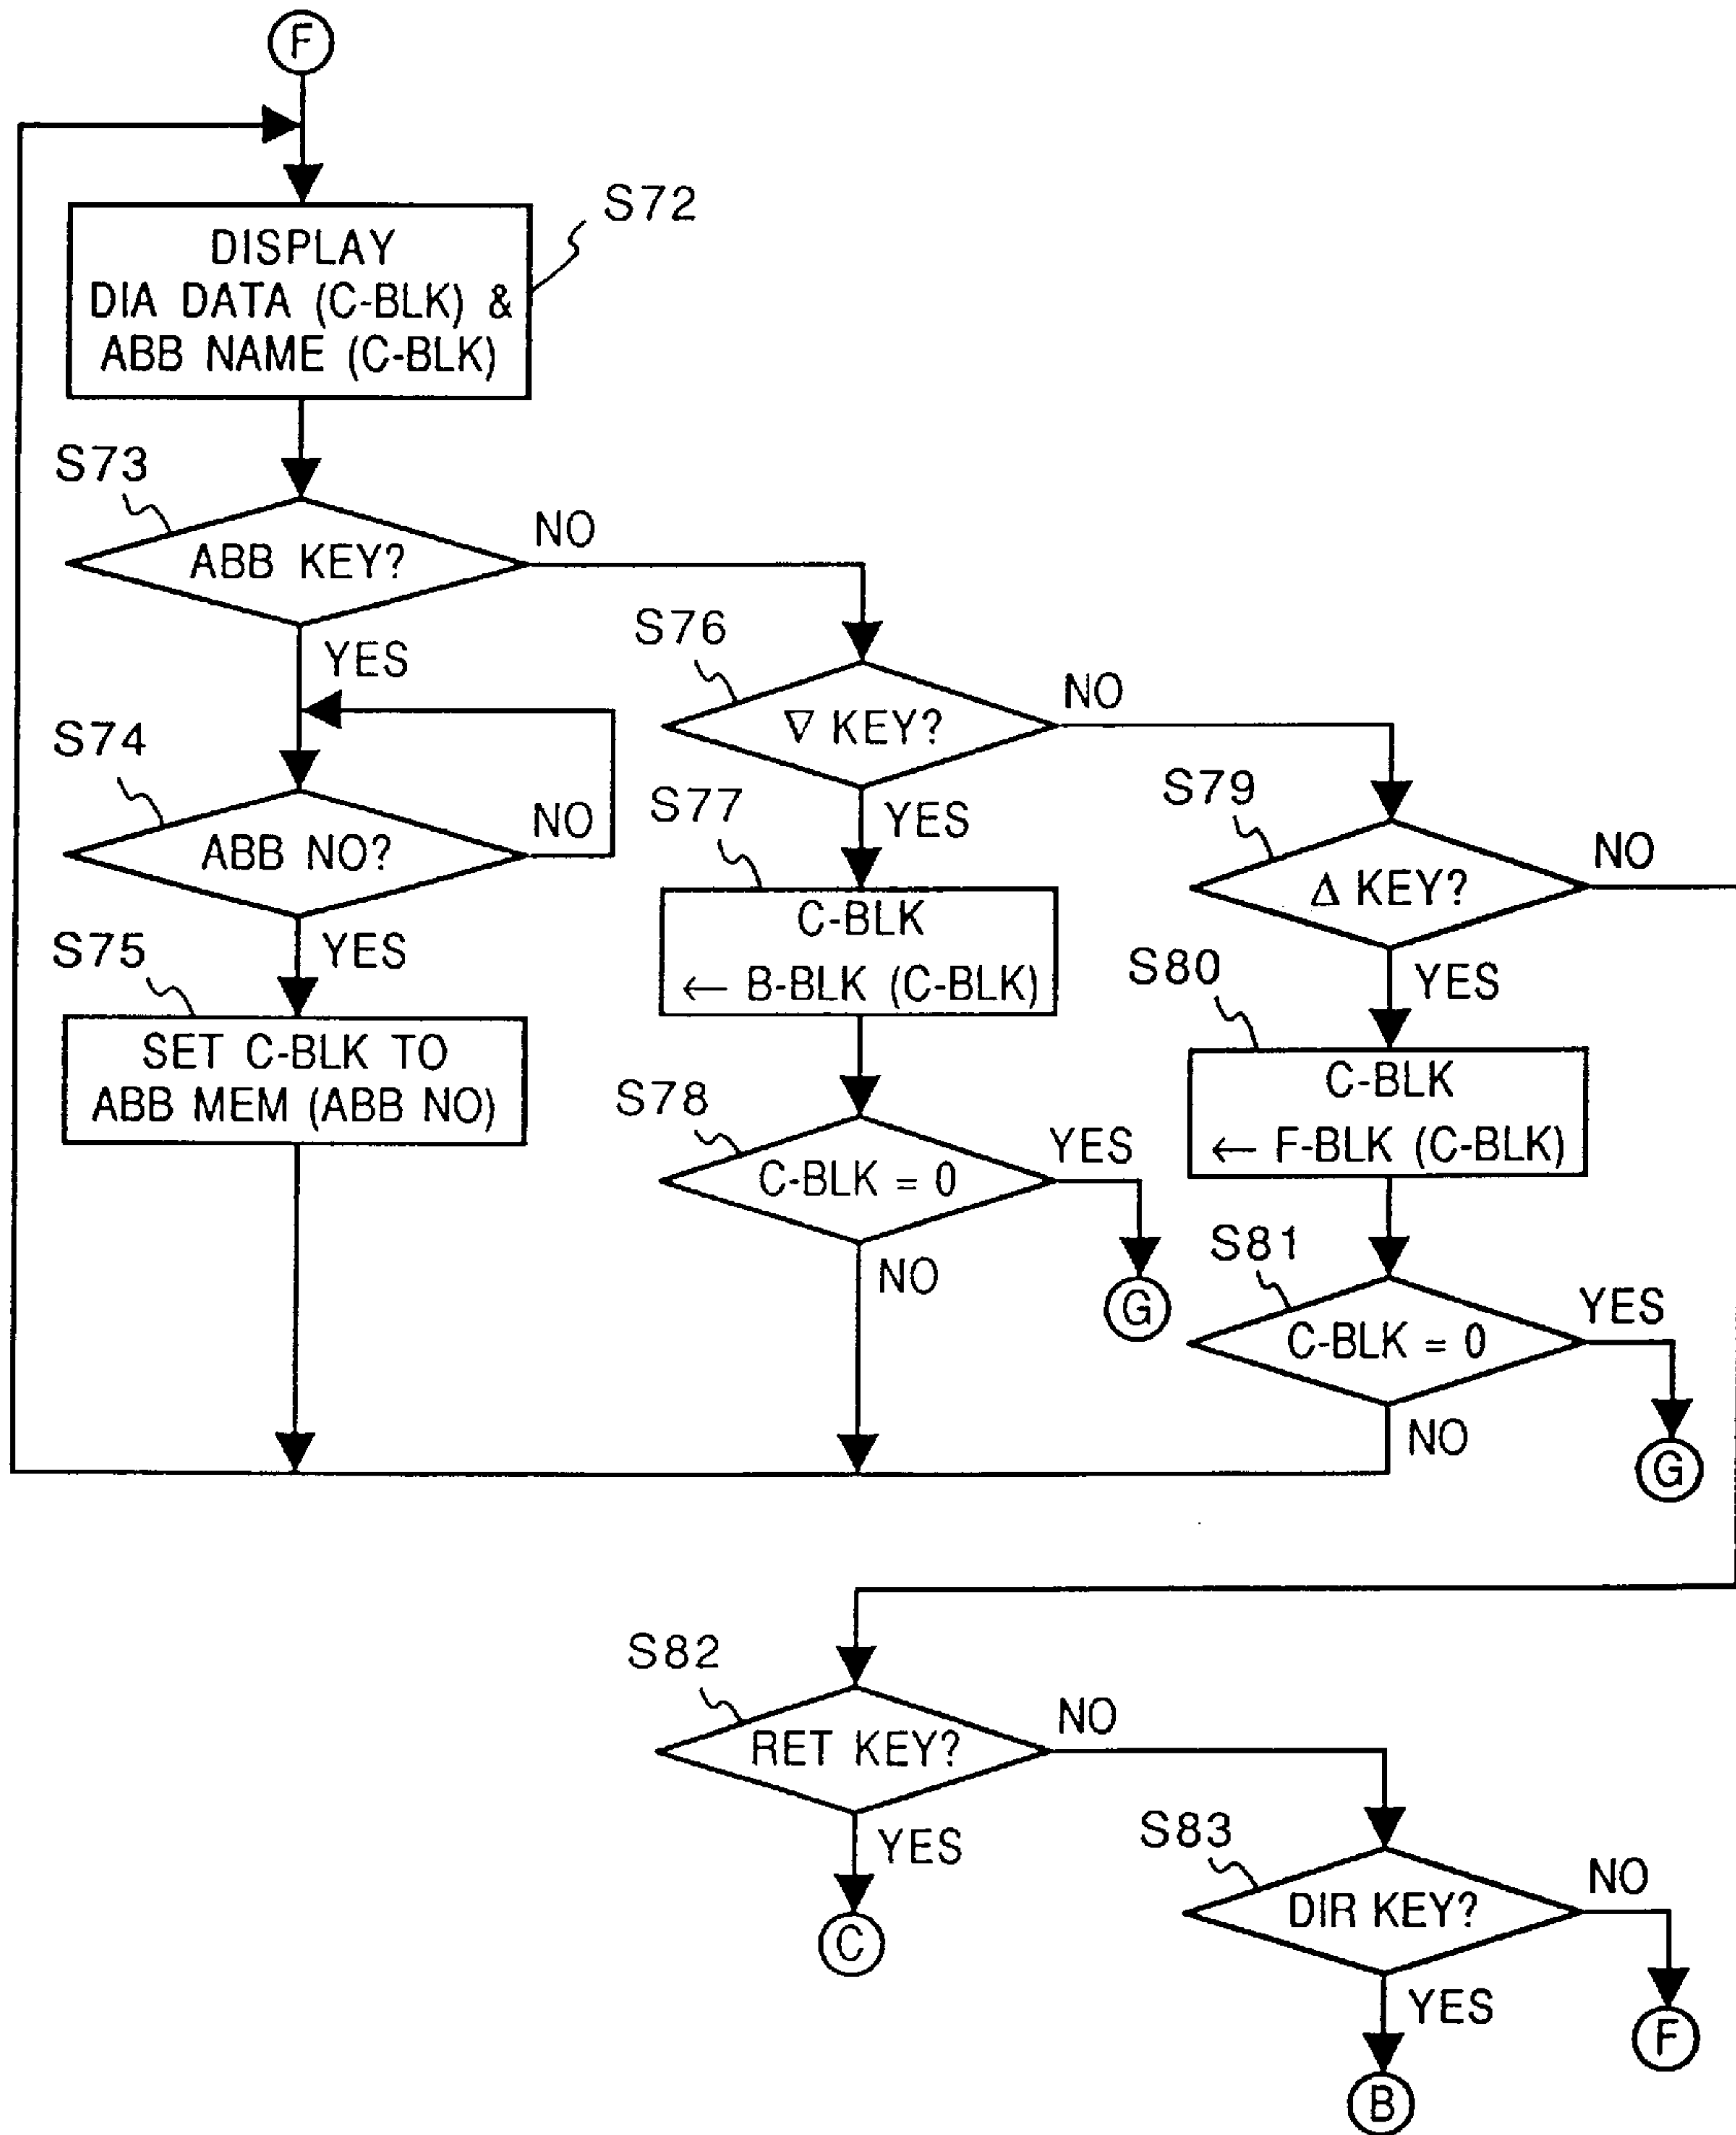 F
S72
DISPLAY
DIA DATA (C-BLK) &
ABB NAME (C-BLK)
S73
ABB KEY?
NO
YES
S74
ABB NO?
NO
YES
S75
SET C-BLK TO
ABB MEM (ABB NO)
S76
∇ KEY?
NO
YES
S77
C-BLK
← B-BLK (C-BLK)
S78
C-BLK = 0
YES
G
NO
S79
Δ KEY?
NO
YES
S80
C-BLK
← F-BLK (C-BLK)
S81
C-BLK = 0
YES
G
NO
S82
RET KEY?
NO
YES
C
S83
DIR KEY?
NO
F
YES
B